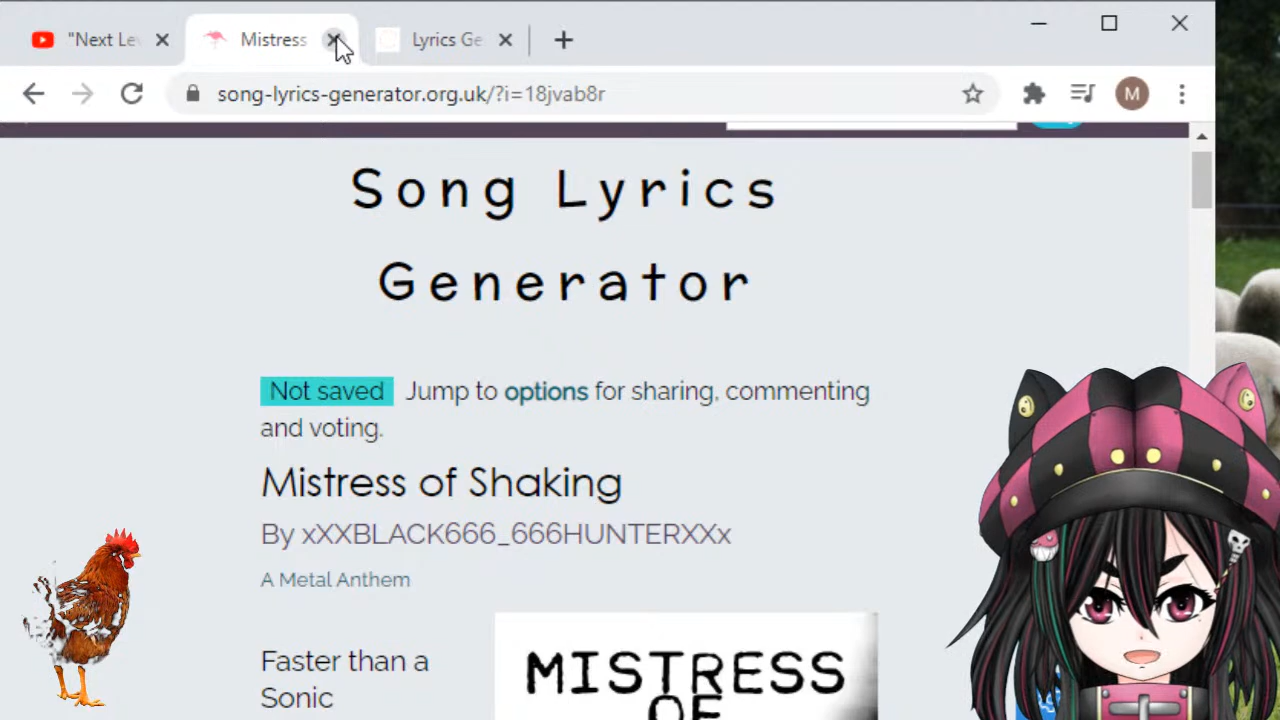 "Next Le
Mistress
Lyrics Ge
song-lyrics-generator.org.uk/?i=18jvab8r
M
Song Lyrics
Generator
Not saved Jump to options for sharing, commenting
and voting.
Mistress of Shaking
By xXXBLACK666_666HUNTERXXx
A Metal Anthem
Faster than a
Sonic
MISTRESS
OF